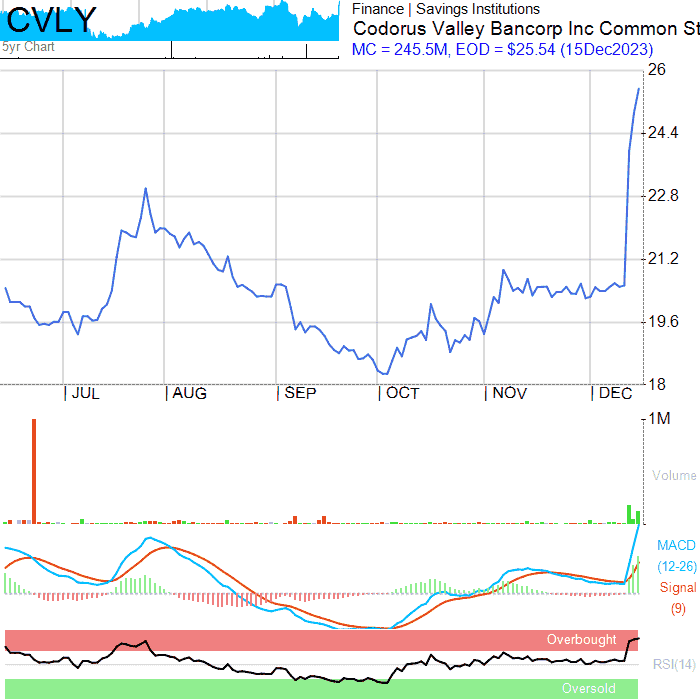 CVLY
5yr Chart
Finance | Savings Institutions
Codorus Valley Bancorp Inc Common St
MC = 245.5M, EOD = $25.54 (15Dec2023)
26
24.4
22.8
21.2
19.6
18
| JUL | AUG | SEP | OCT | NOV | DEC
1M
Volume
MACD
(12-26)
Signal
(9)
Overbought
RSI(14)
Oversold